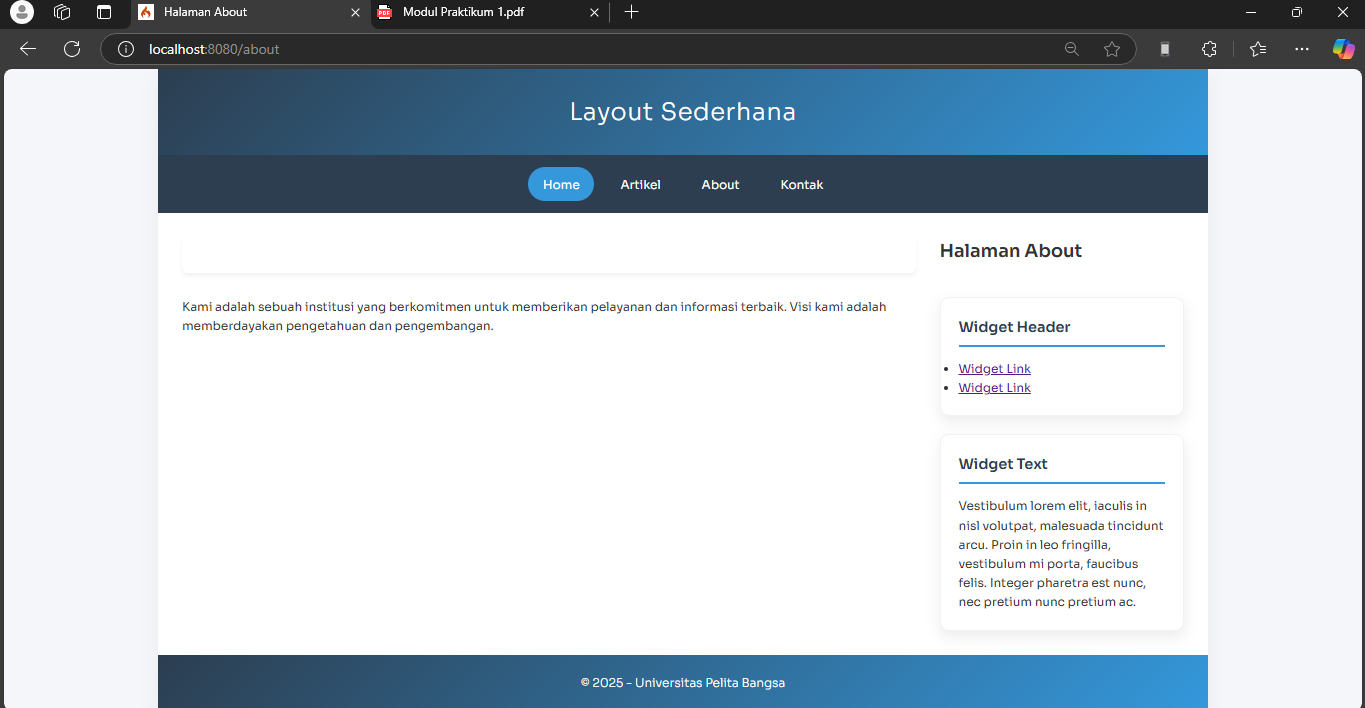 Halaman About
PDF
Modul Praktikum 1.pdf
localhost:8080/about
Layout Sederhana
Home
Artikel
About
Kontak
Kami adalah sebuah institusi yang berkomitmen untuk memberikan pelayanan dan informasi terbaik. Visi kami adalah
memberdayakan pengetahuan dan pengembangan.
Halaman About
Widget Header
Widget Link
Widget Link
Widget Text
Vestibulum lorem elit, iaculis in
nisl volutpat, malesuada tincidunt
arcu. Proin in leo fringilla,
vestibulum mi porta, faucibus
felis. Integer pharetra est nunc,
nec pretium nunc pretium ac.
© 2025 - Universitas Pelita Bangsa